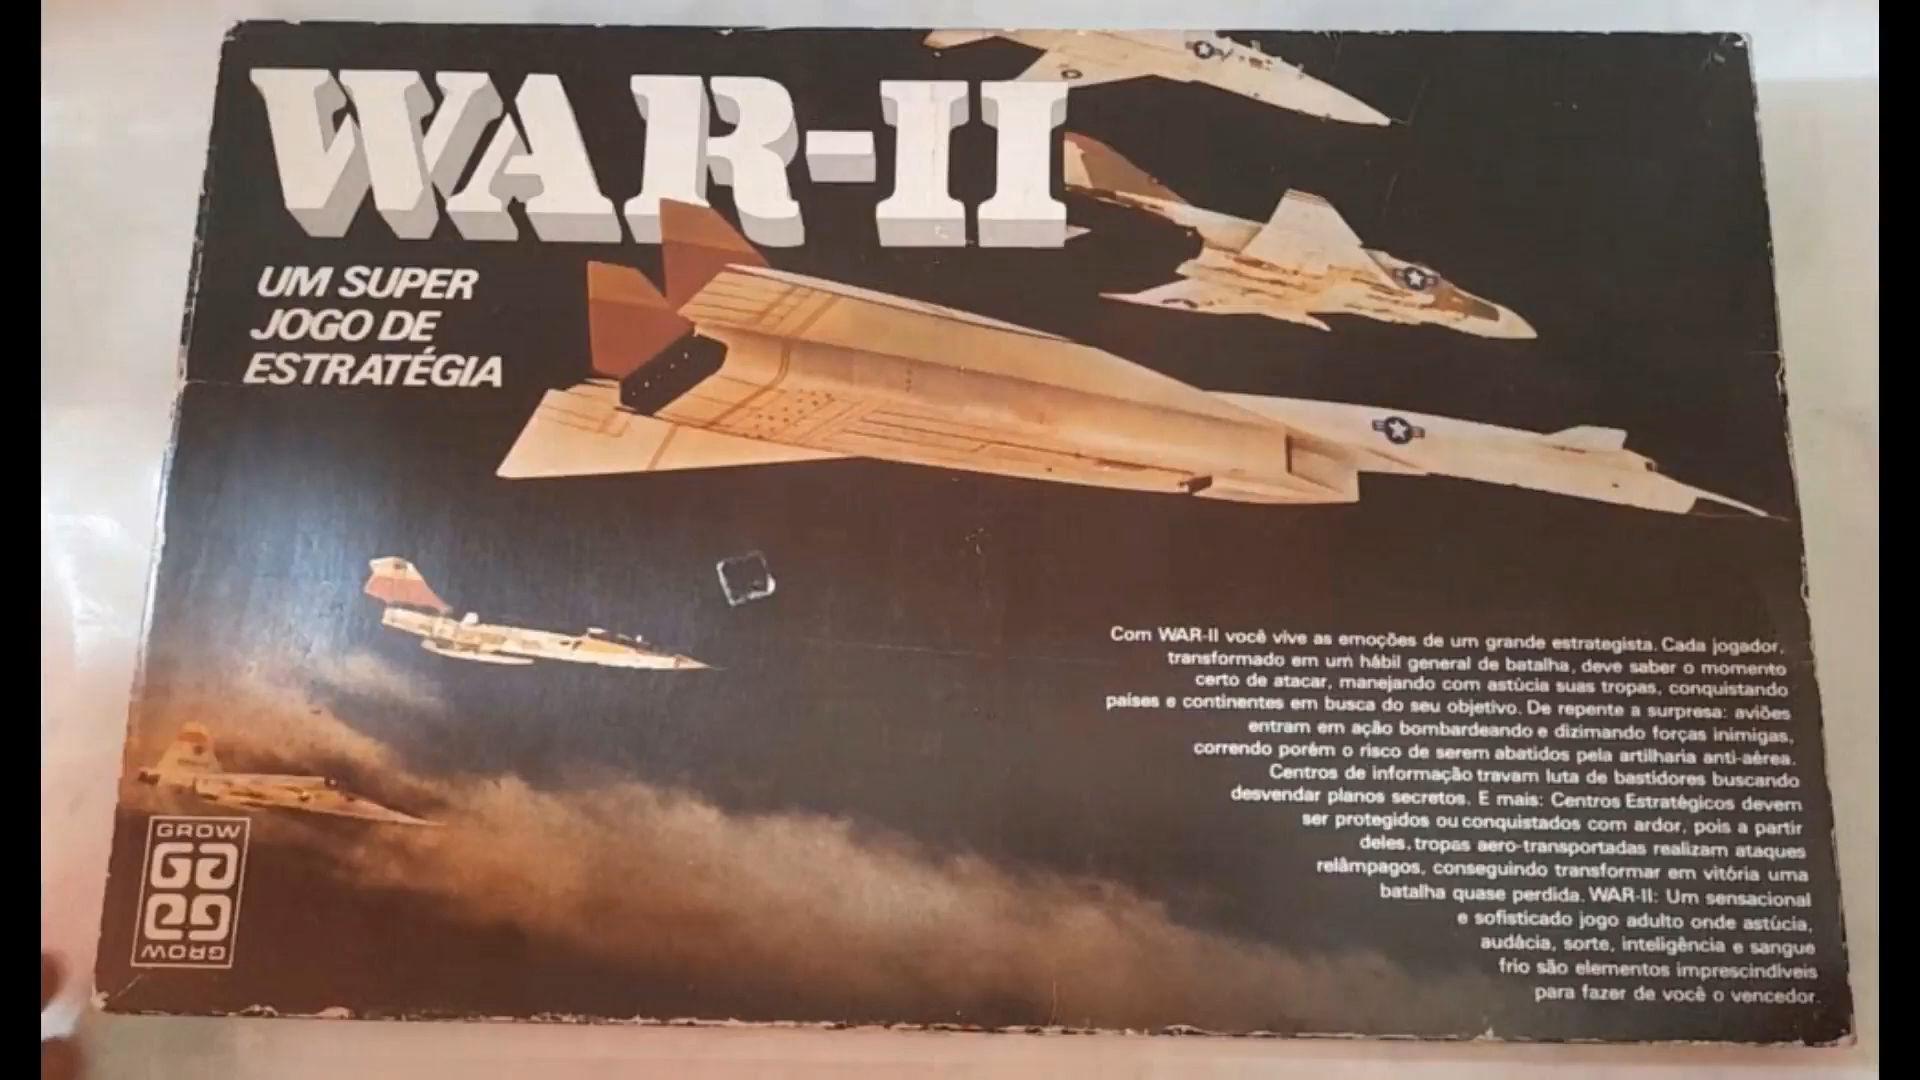 WAR-II
UM SUPER
JOGO DE
ESTRATÉGIA
Com WAR-II você vive as emoções de um grande estrategista. Cada jogador,
transformado em um hábil general de batalha, deve saber o momento
certo de atacar, manejando com astúcia suas tropas, conquistando
países e continentes em busca do seu objetivo. De repente a surpresa: aviões
entram em ação bombardeando e dizimando forças inimigas,
correndo porém o risco de serem abatidos pela artilharia anti-aérea.
Centros de informação travam luta de bastidores buscando
desvendar planos secretos. E mais: Centros Estratégicos devem
ser protegidos ou conquistados com ardor, pois a partir
deles, tropas aero-transportadas realizam ataques
relâmpagos, conseguindo transformar em vitória uma
batalha quase perdida. WAR-II: Um sensacional
e sofisticado jogo adulto onde astúcia,
audácia, sorte, inteligência e sangue
frio são elementos imprescindíveis
para fazer de você o vencedor.
GROW
GROW